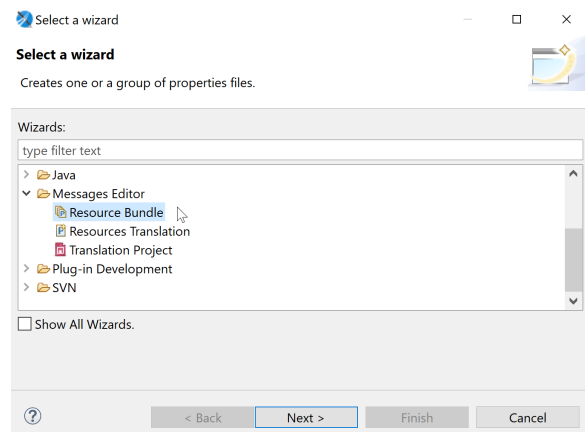 Select a wizard
Select a wizard
Creates one or a group of properties files.
Wizards:
type filter text
Java
Messages Editor
Resource Bundle
Resources Translation
Translation Project
Plug-in Development
SVN
Show All Wizards.
? < Back Next > Finish Cancel